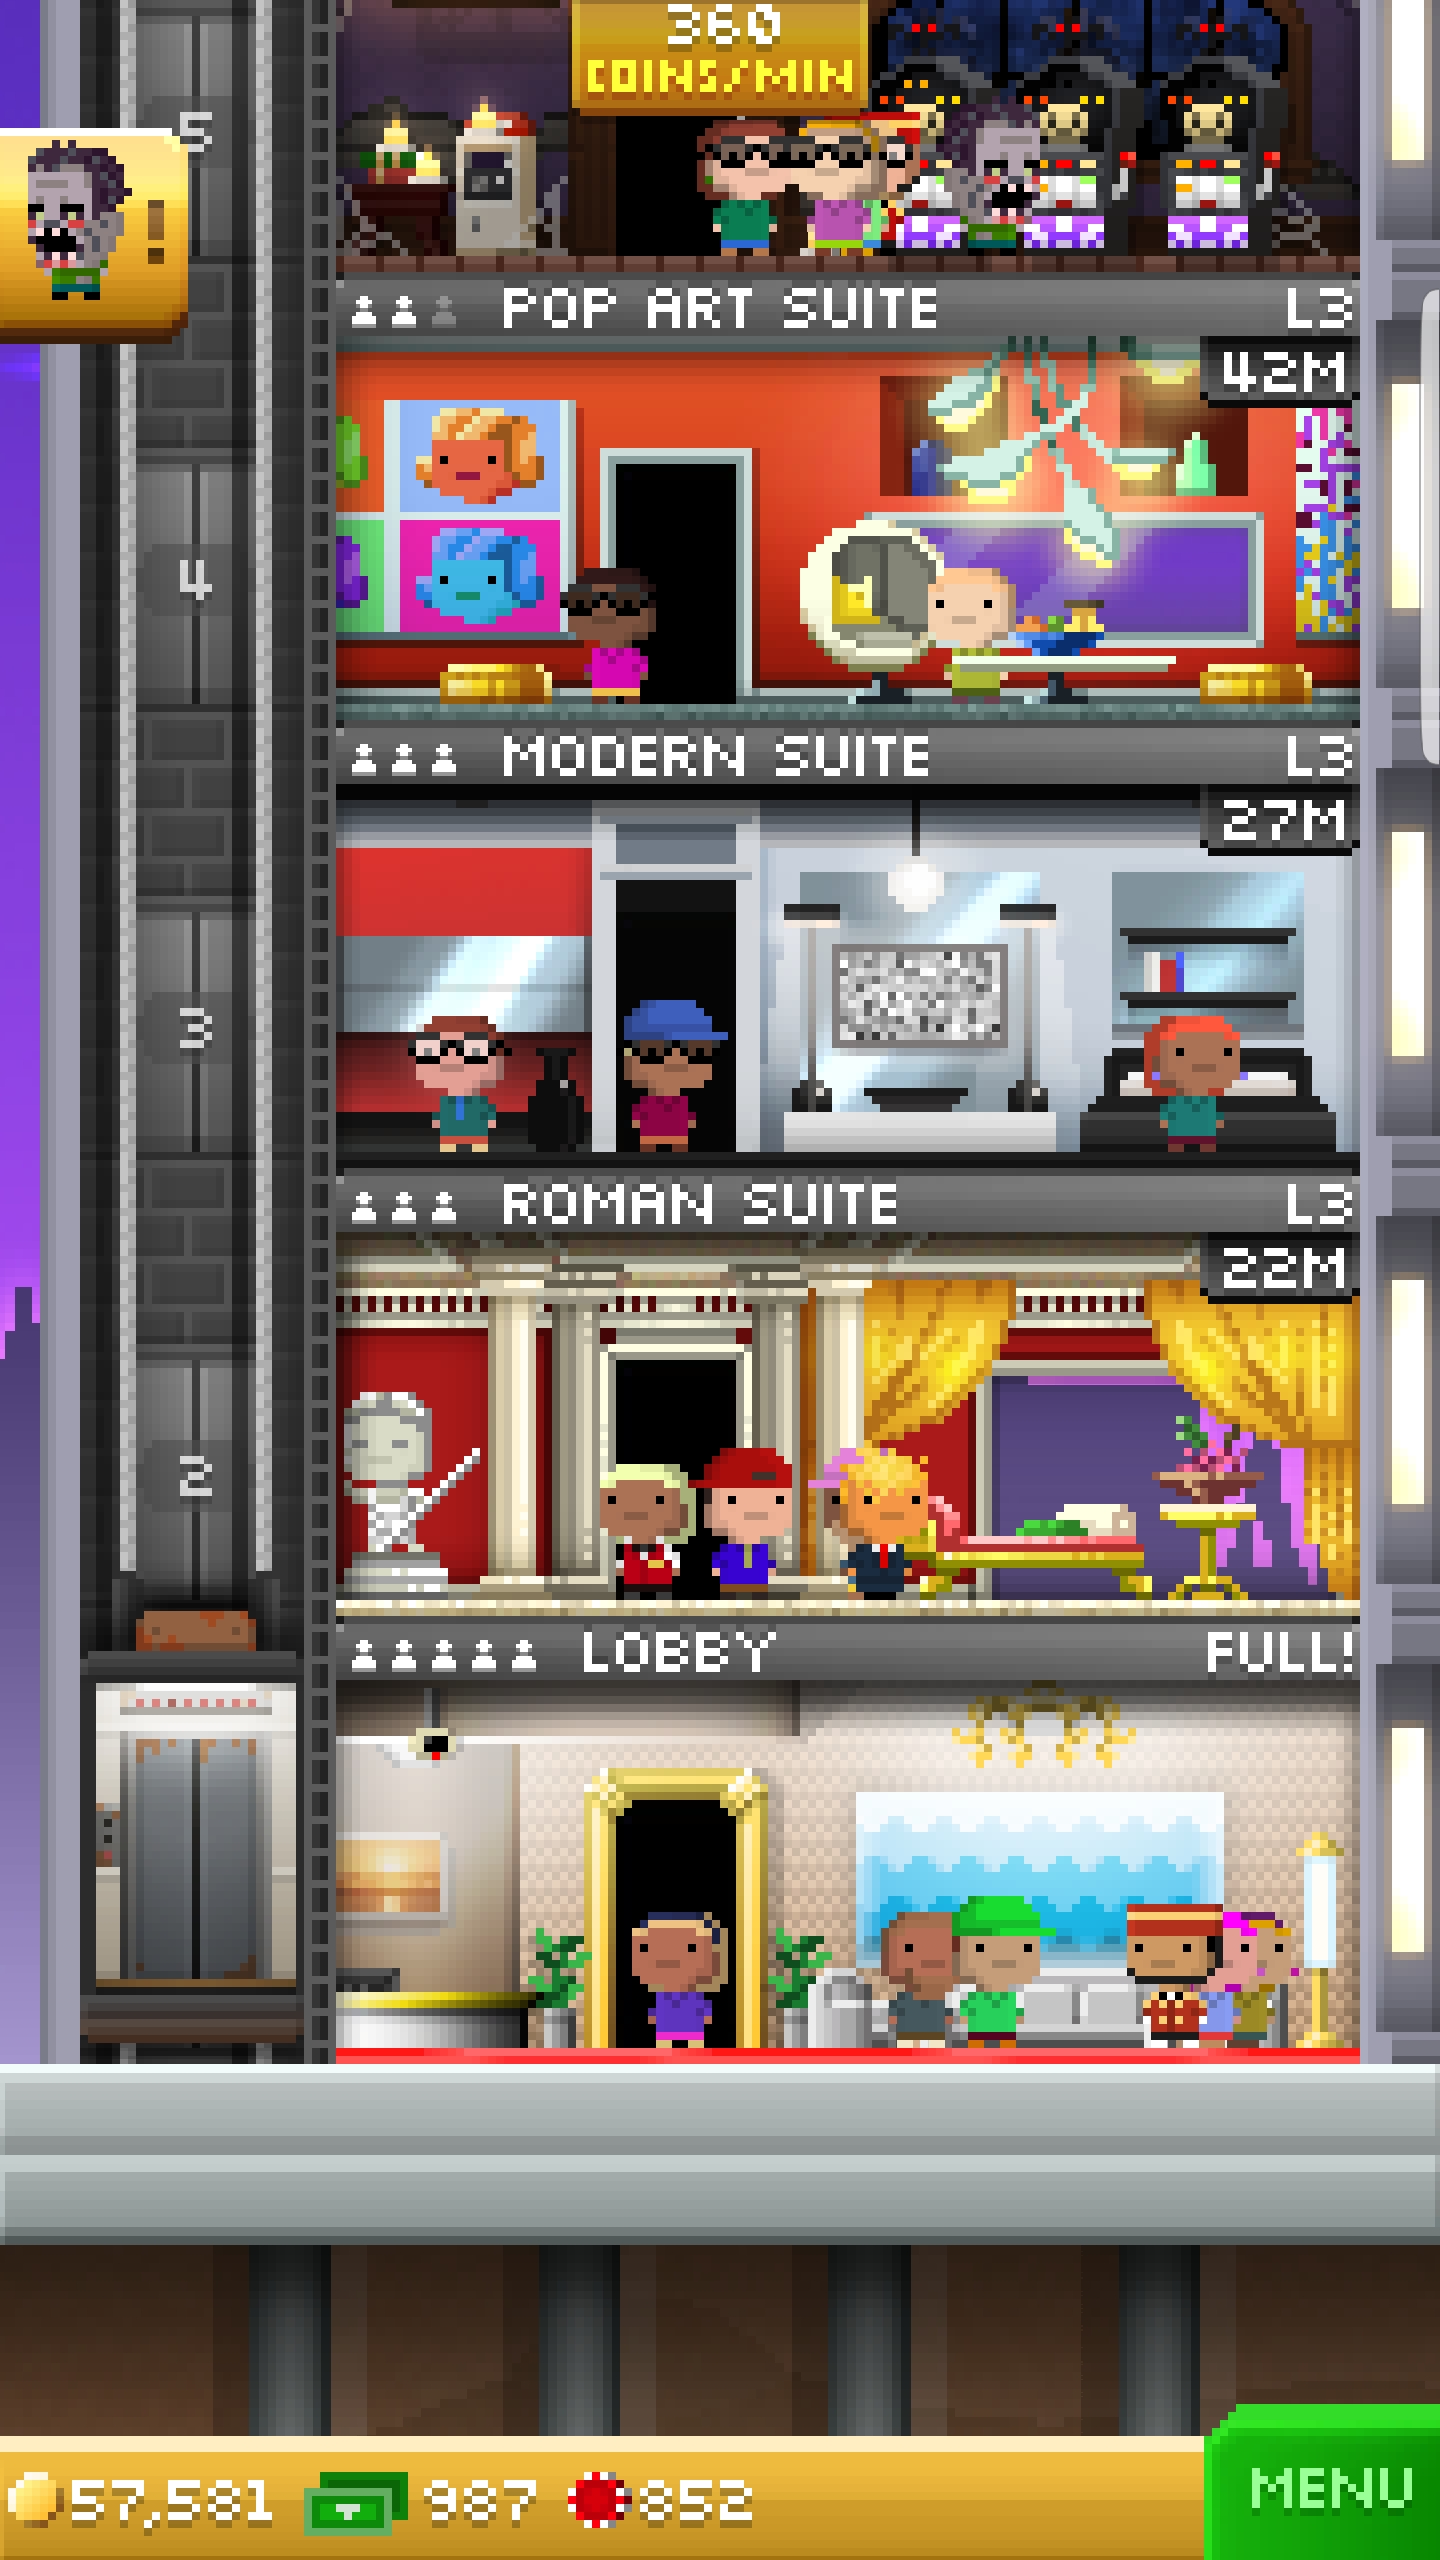 360
COINS/MIN
5
!
POP ART SUITE L3
42M
4
MODERN SUITE L3
27M
3
ROMAN SUITE L3
22M
2
LOBBY FULL!
57,581 987 852 MENU